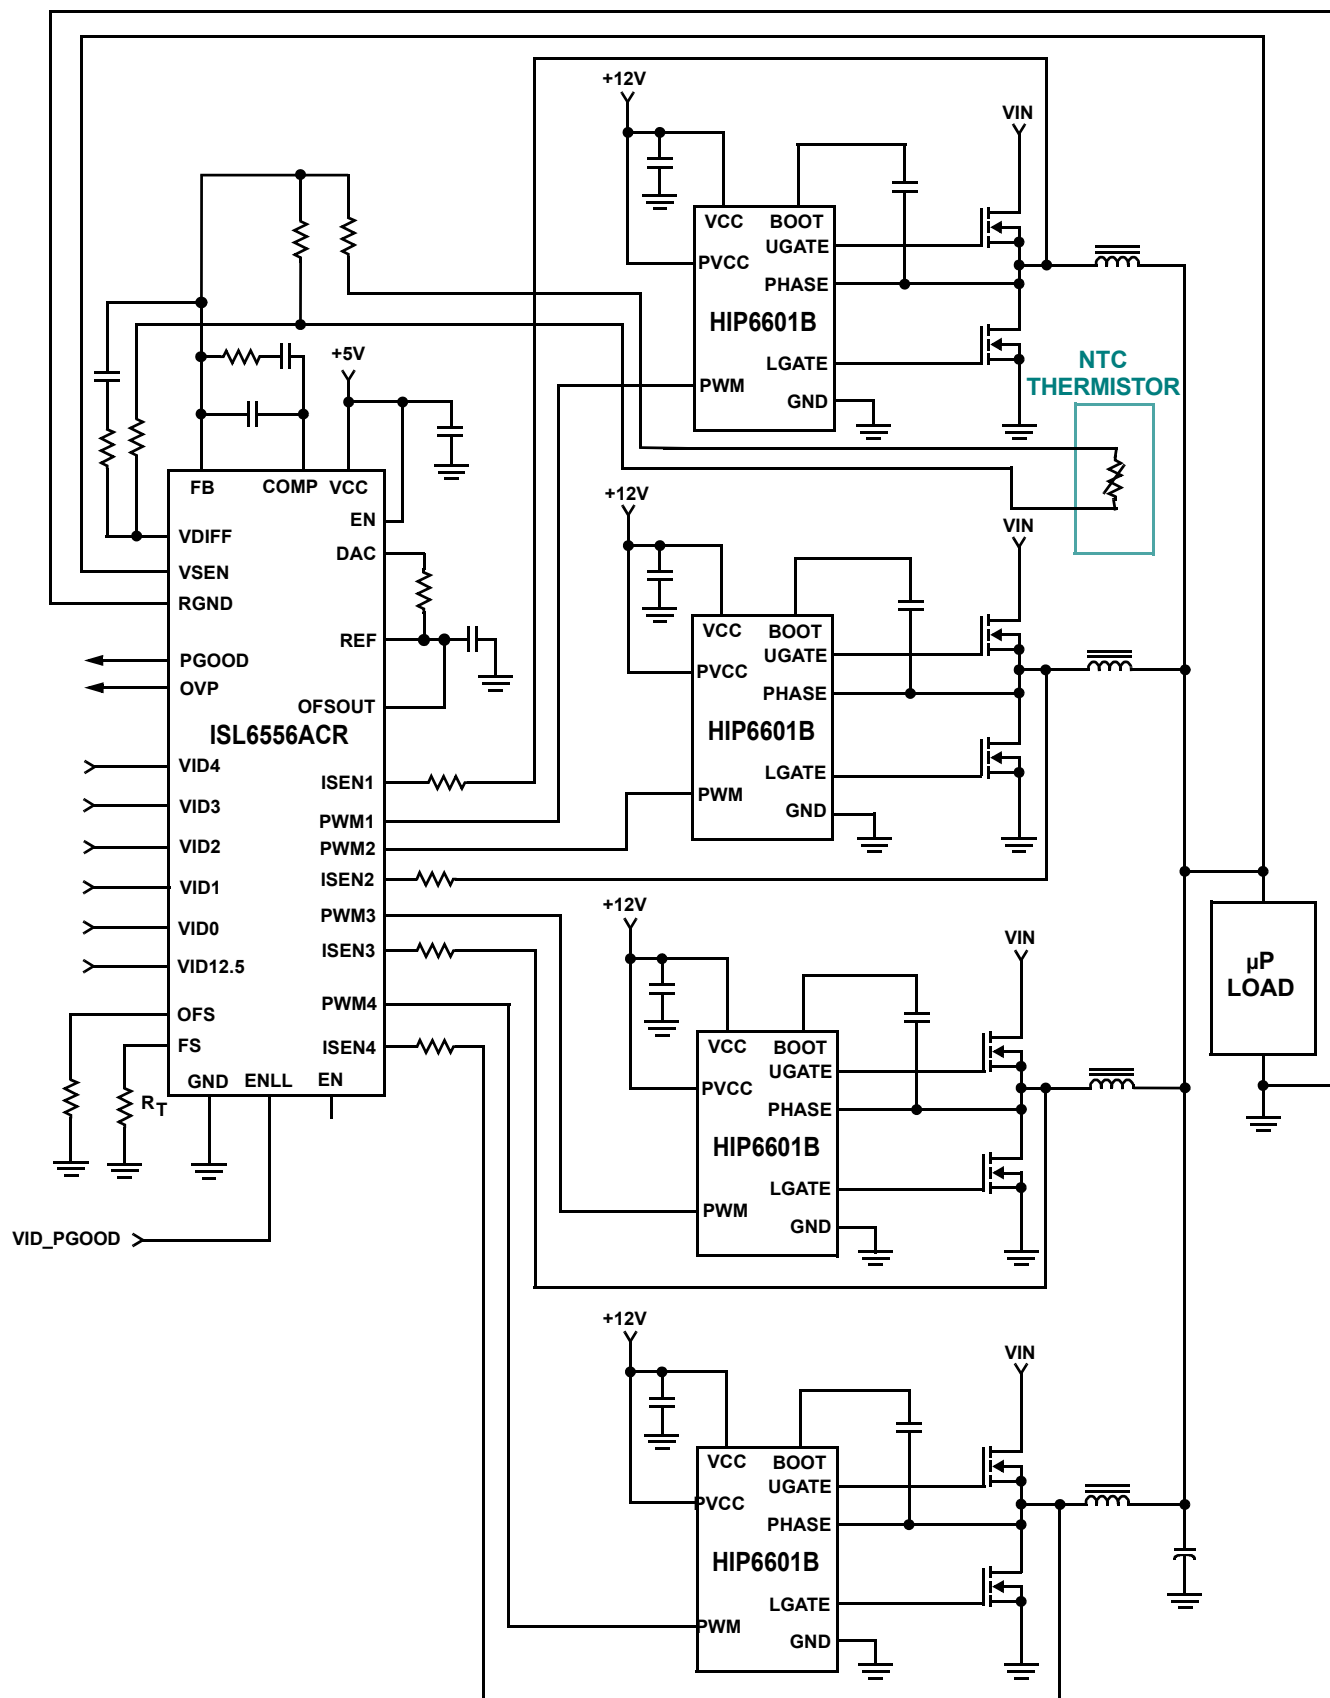 +12V
VIN
VCC
BOOT
UGATE
PVCC
PHASE
HIP6601B
LGATE
PWM
GND
NTC
THERMISTOR
+5V
FB
COMP
VCC
EN
VDIFF
DAC
VSEN
RGND
REF
PGOOD
OVP
OFSOUT
ISL6556ACR
VID4
ISEN1
VID3
PWM1
VID2
PWM2
VID1
ISEN2
VID0
PWM3
ISEN3
VID12.5
OFS
PWM4
FS
ISEN4
GND
ENLL
EN
RT
VID_PGOOD
+12V
VIN
VCC
BOOT
UGATE
PVCC
PHASE
HIP6601B
LGATE
PWM
GND
+12V
VIN
VCC
BOOT
UGATE
PVCC
PHASE
HIP6601B
LGATE
PWM
GND
µP
LOAD
+12V
VIN
VCC
BOOT
UGATE
PVCC
PHASE
HIP6601B
LGATE
PWM
GND